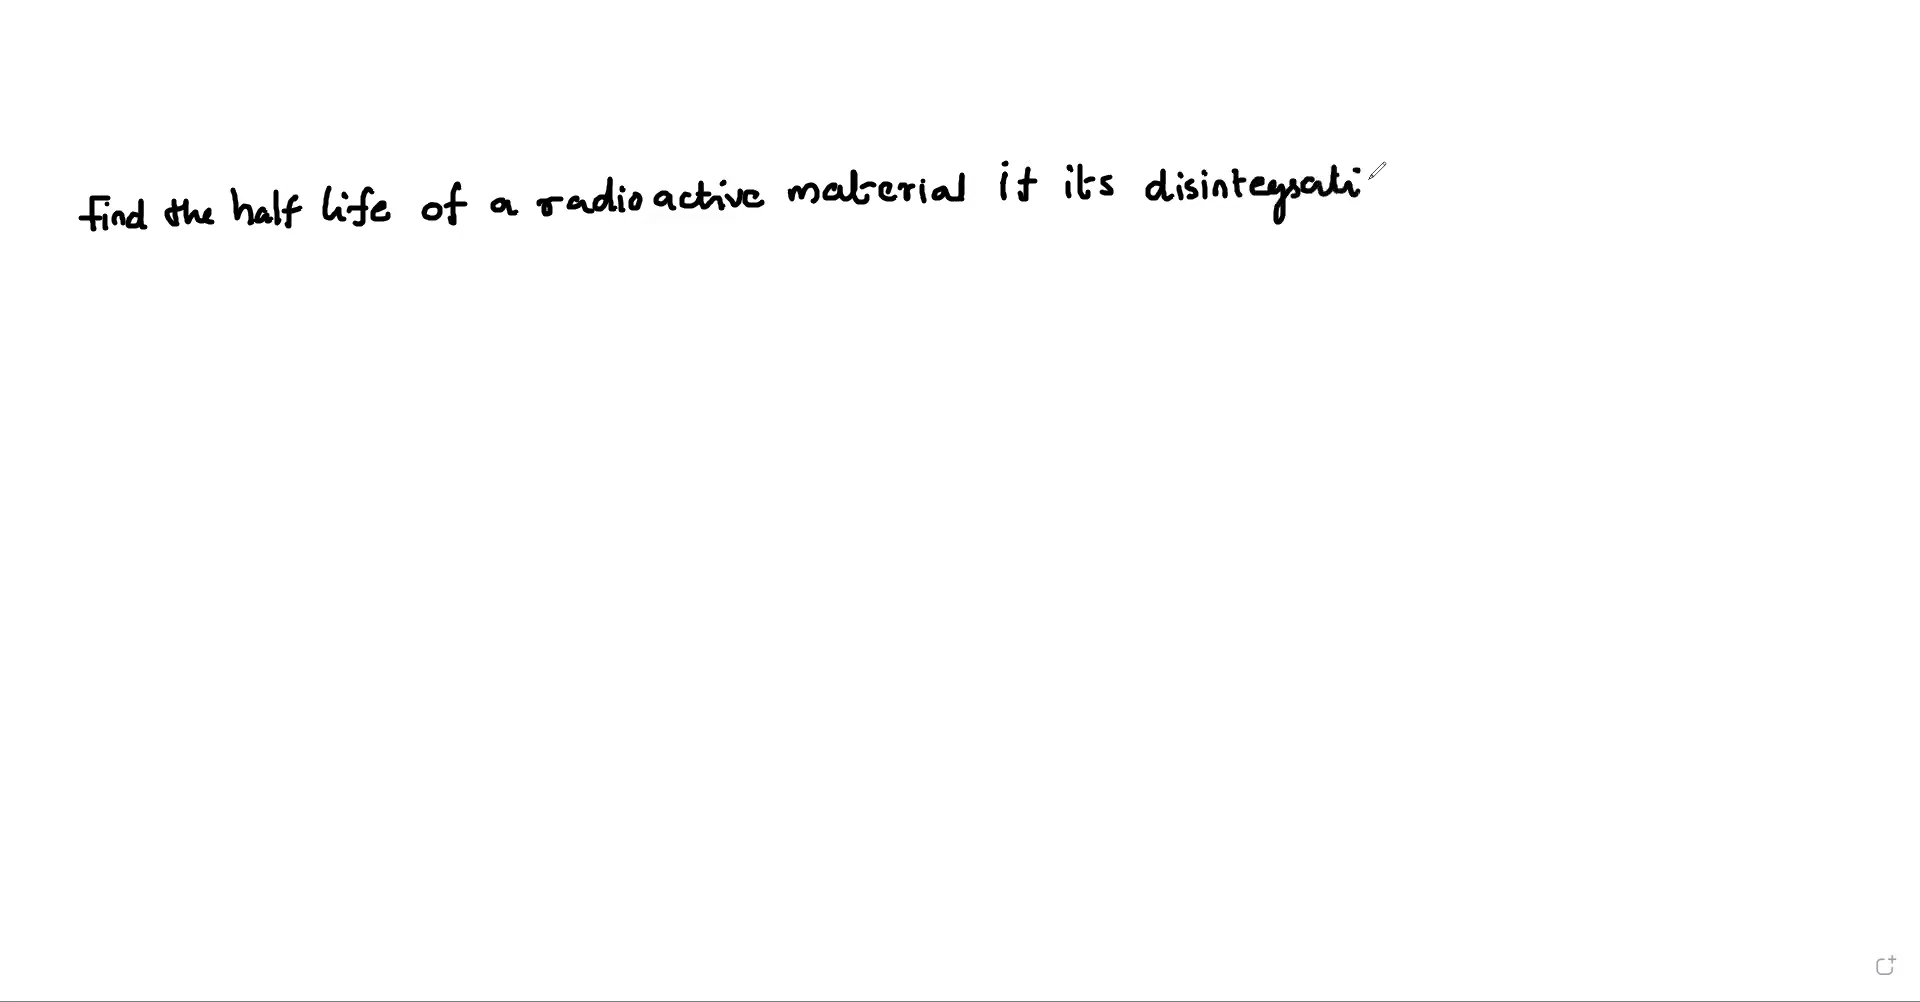 find the half life of a radioactive material if its disintegrati